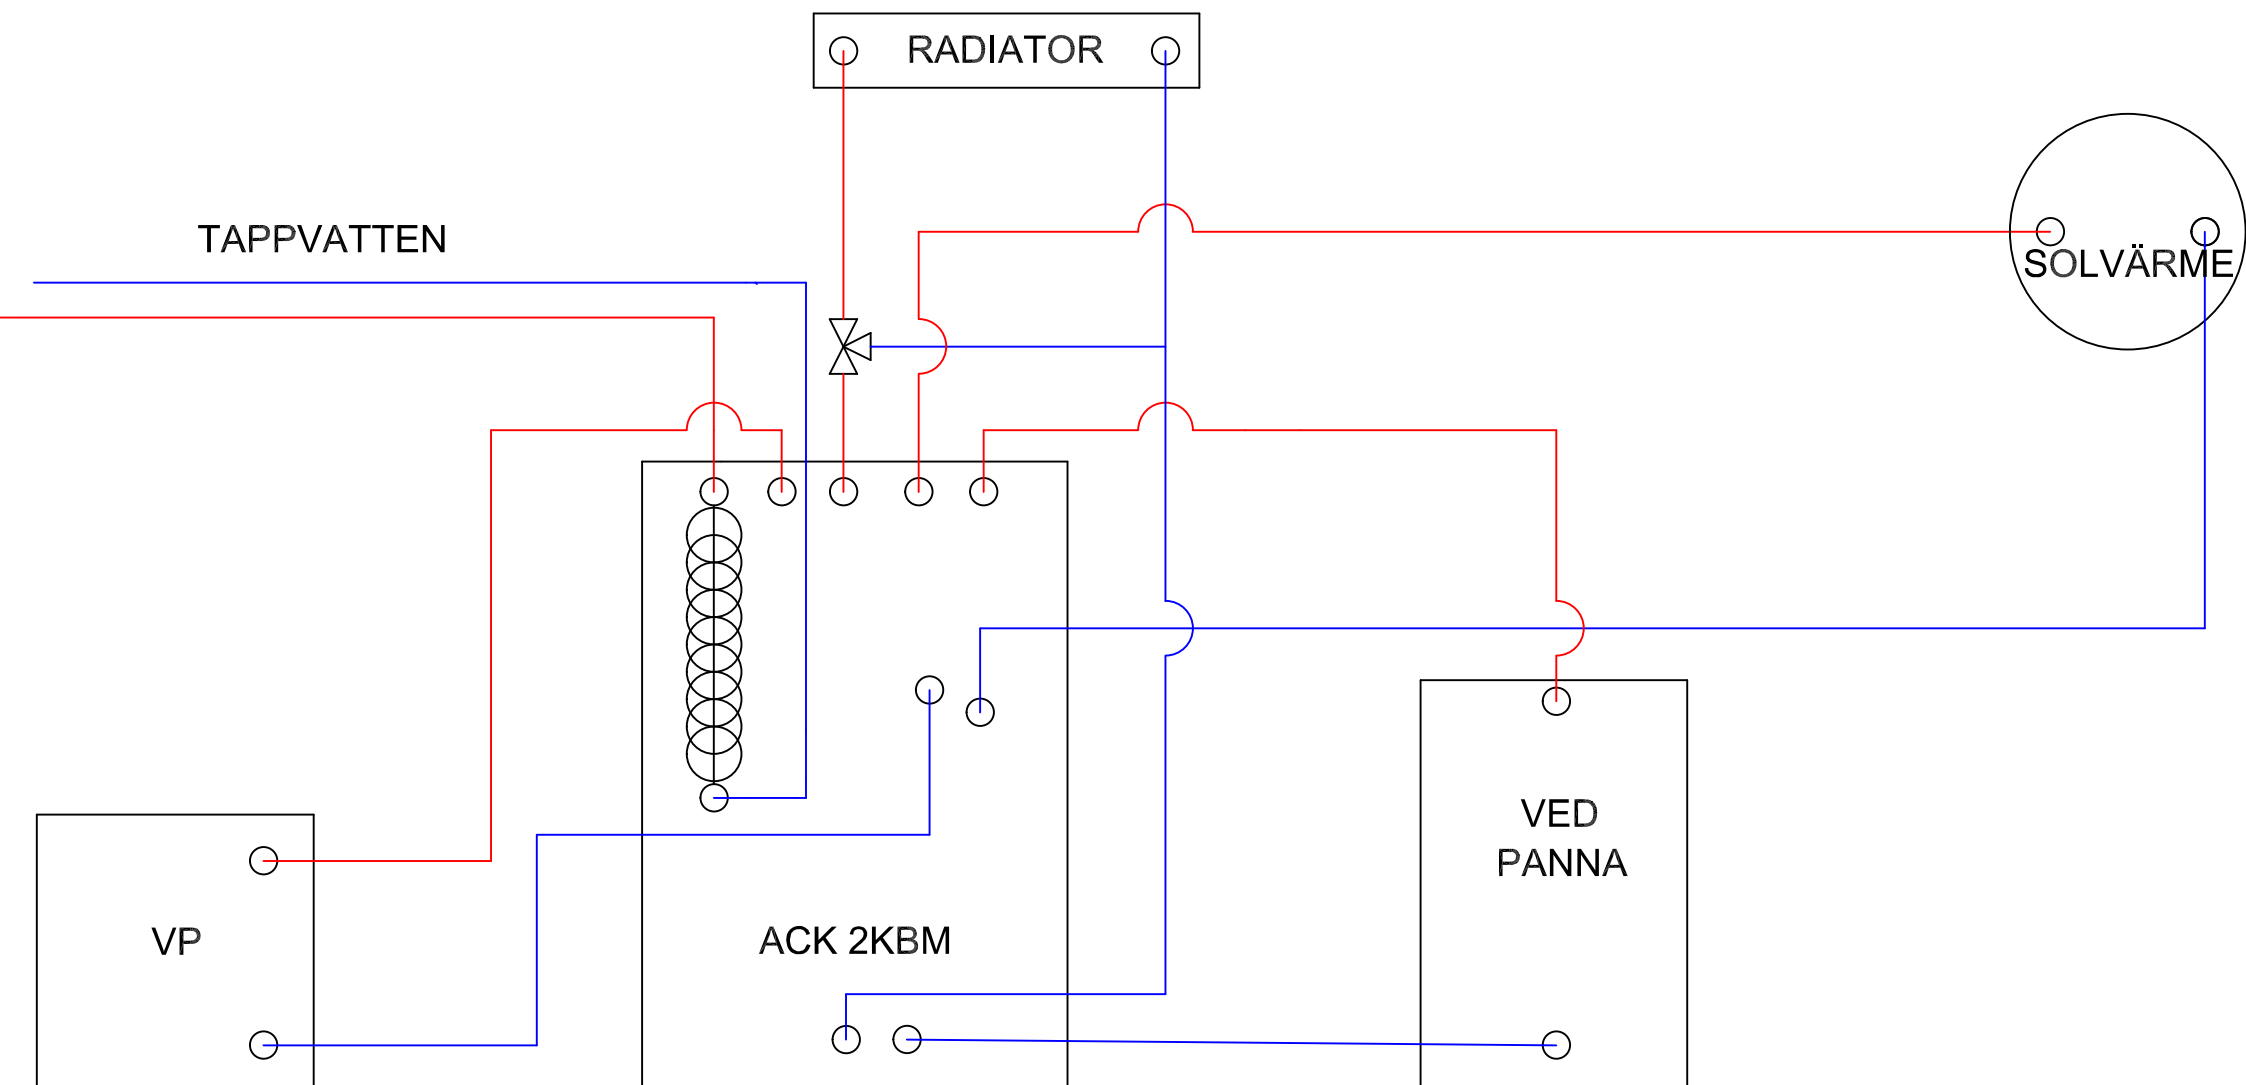 RADIATOR
TAPPVATTEN
SOLVÄRME
VED
PANNA
VP
ACK 2KBM